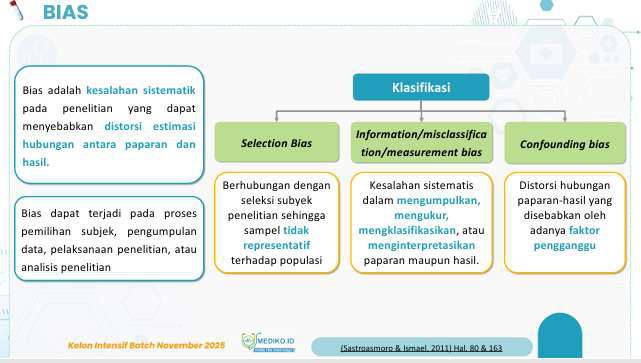 BIAS
Bias adalah kesalahan sistematik
pada penelitian yang dapat
menyebabkan distorsi estimasi
hubungan antara paparan dan
hasil.
Bias dapat terjadi pada proses
pemilihan subjek, pengumpulan
data, pelaksanaan penelitian, atau
analisis penelitian
Klasifikasi
Selection Bias
Berhubungan dengan
seleksi subyek
penelitian sehingga
sampel tidak
representatif
terhadap populasi
Information/misclassifica
tion/measurement bias
Kesalahan sistematis
dalam mengumpulkan,
mengukur,
mengklasifikasikan, atau
menginterpretasikan
paparan maupun hasil.
Confounding bias
Distorsi hubungan
paparan-hasil yang
disebabkan oleh
adanya faktor
pengganggu
Kelon Intensif Batch November 2025
MEDIKO.ID
(Sastroasmoro & Ismael, 2011) Hal. 80 & 163